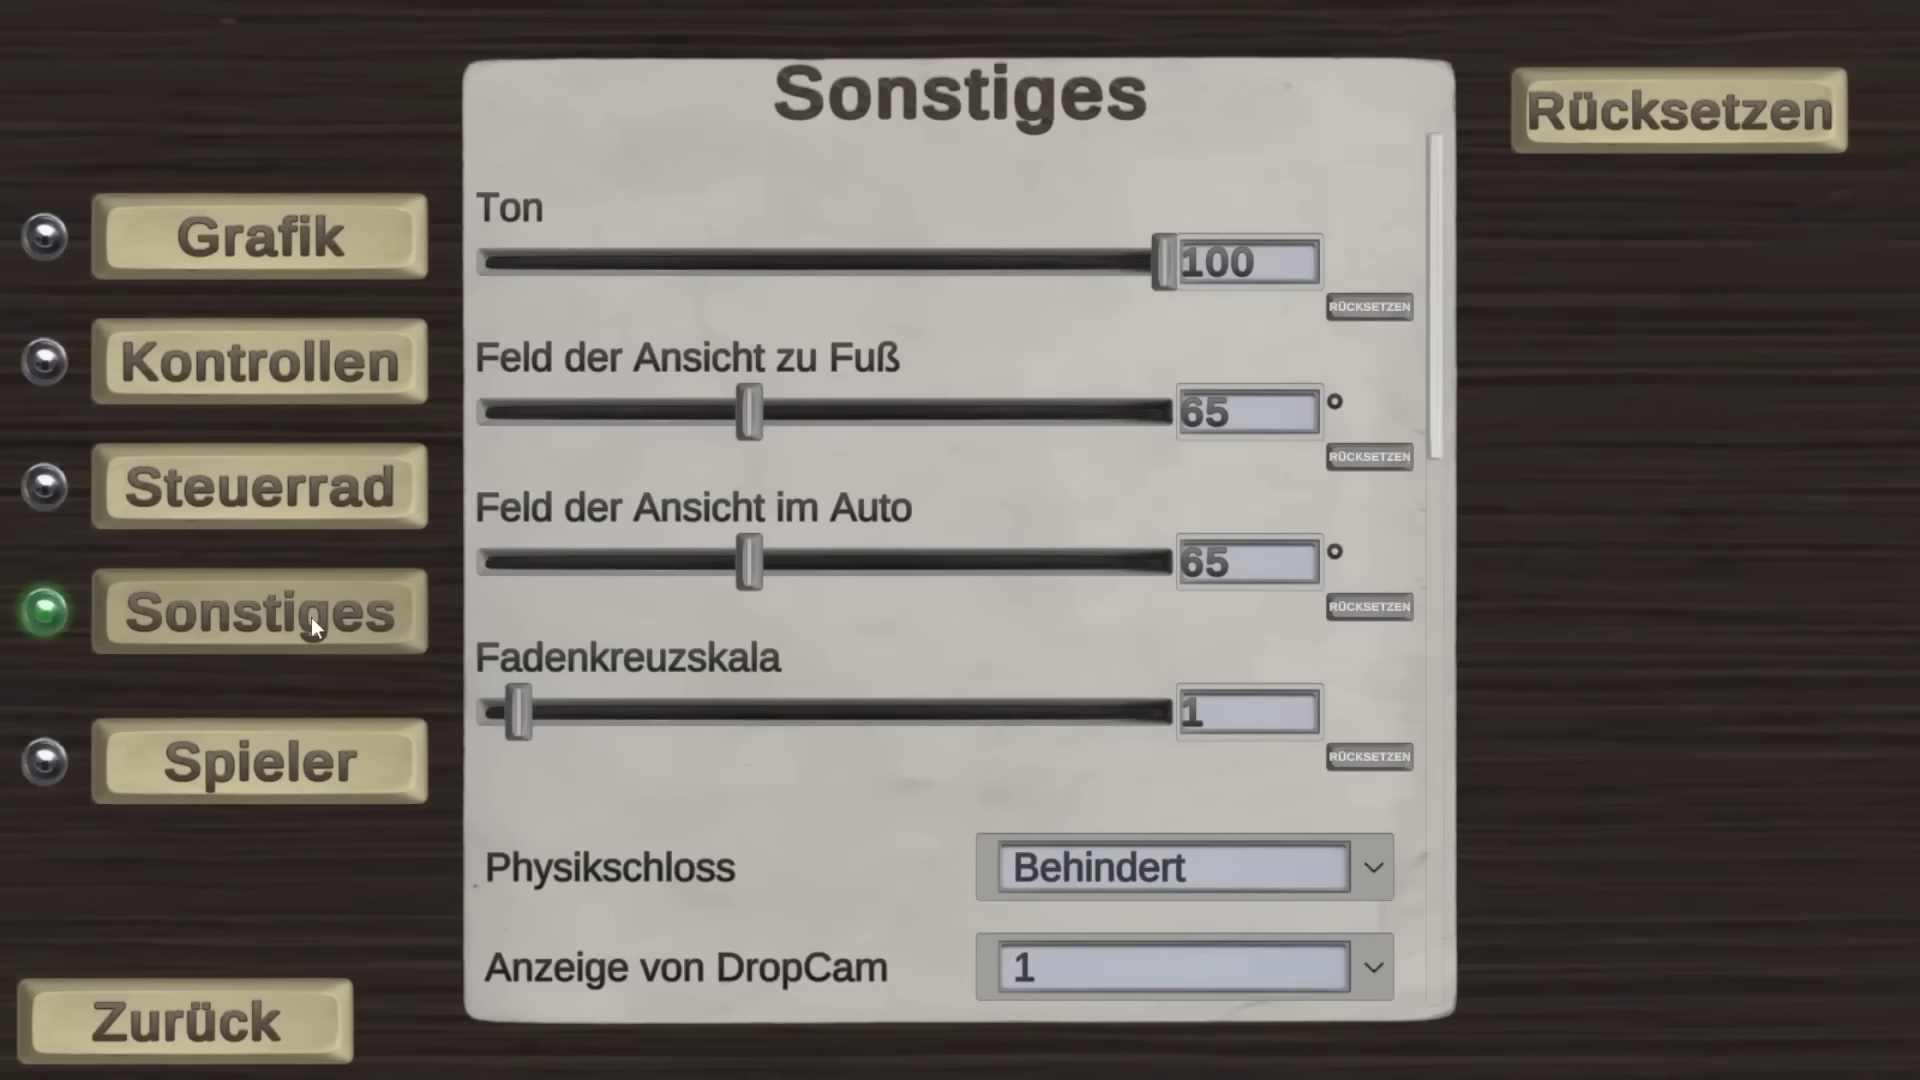 Sonstiges
Rücksetzen
Grafik
Kontrollen
Steuerrad
Sonstiges
Spieler
Zurück
Ton
100
RÜCKSETZEN
Feld der Ansicht zu Fuß
65 °
RÜCKSETZEN
Feld der Ansicht im Auto
65 °
RÜCKSETZEN
Fadenkreuzskala
1
RÜCKSETZEN
Physikschloss Behindert
Anzeige von DropCam 1